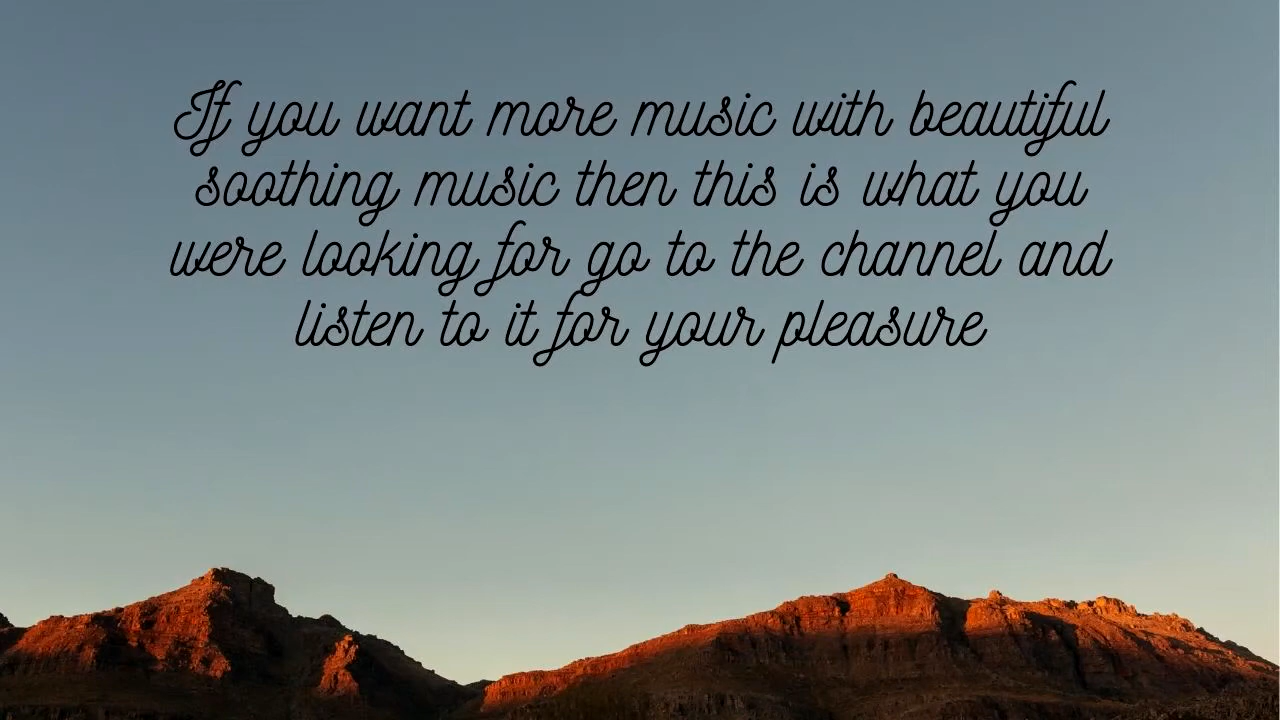 If you want more music with beautiful
soothing music then this is what you
were looking for go to the channel and
listen to it for your pleasure